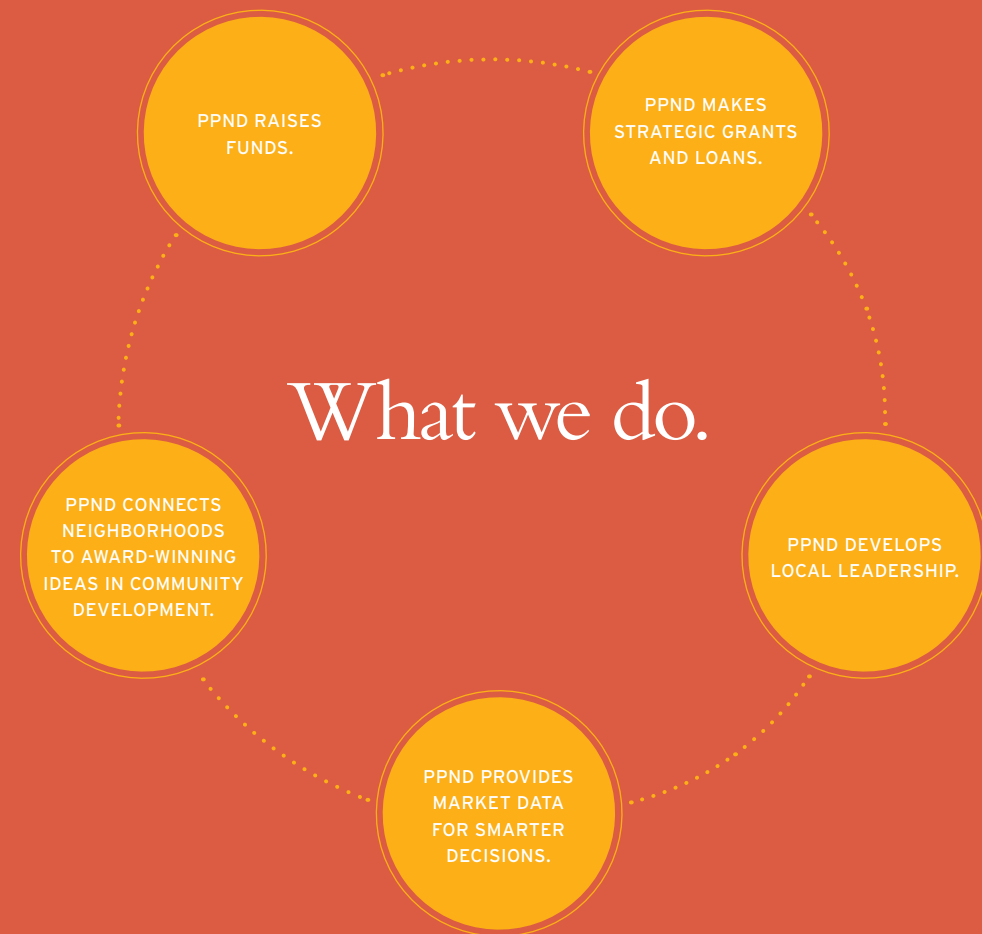 PPND RAISES
FUNDS.
PPND MAKES
STRATEGIC GRANTS
AND LOANS.
What we do.
PPND CONNECTS
NEIGHBORHOODS
TO AWARD-WINNING
IDEAS IN COMMUNITY
DEVELOPMENT.
PPND DEVELOPS
LOCAL LEADERSHIP.
PPND PROVIDES
MARKET DATA
FOR SMARTER
DECISIONS.